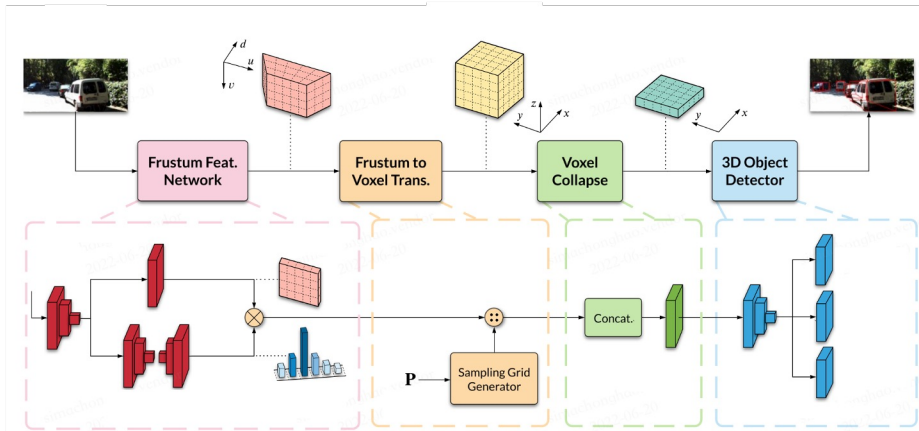 d
u
v
z
y
x
y
x
Frustum Feat.
Network
Frustum to
Voxel Trans.
Voxel
Collapse
3D Object
Detector
Concat.
P
Sampling Grid
Generator